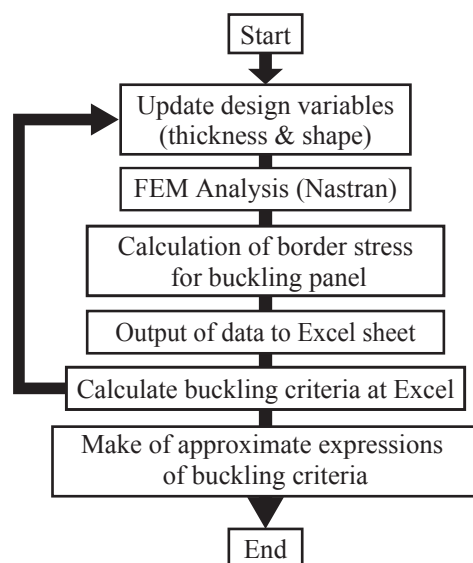 Start
Update design variables
(thickness & shape)
FEM Analysis (Nastran)
Calculation of border stress
for buckling panel
Output of data to Excel sheet
Calculate buckling criteria at Excel
Make of approximate expressions
of buckling criteria
End